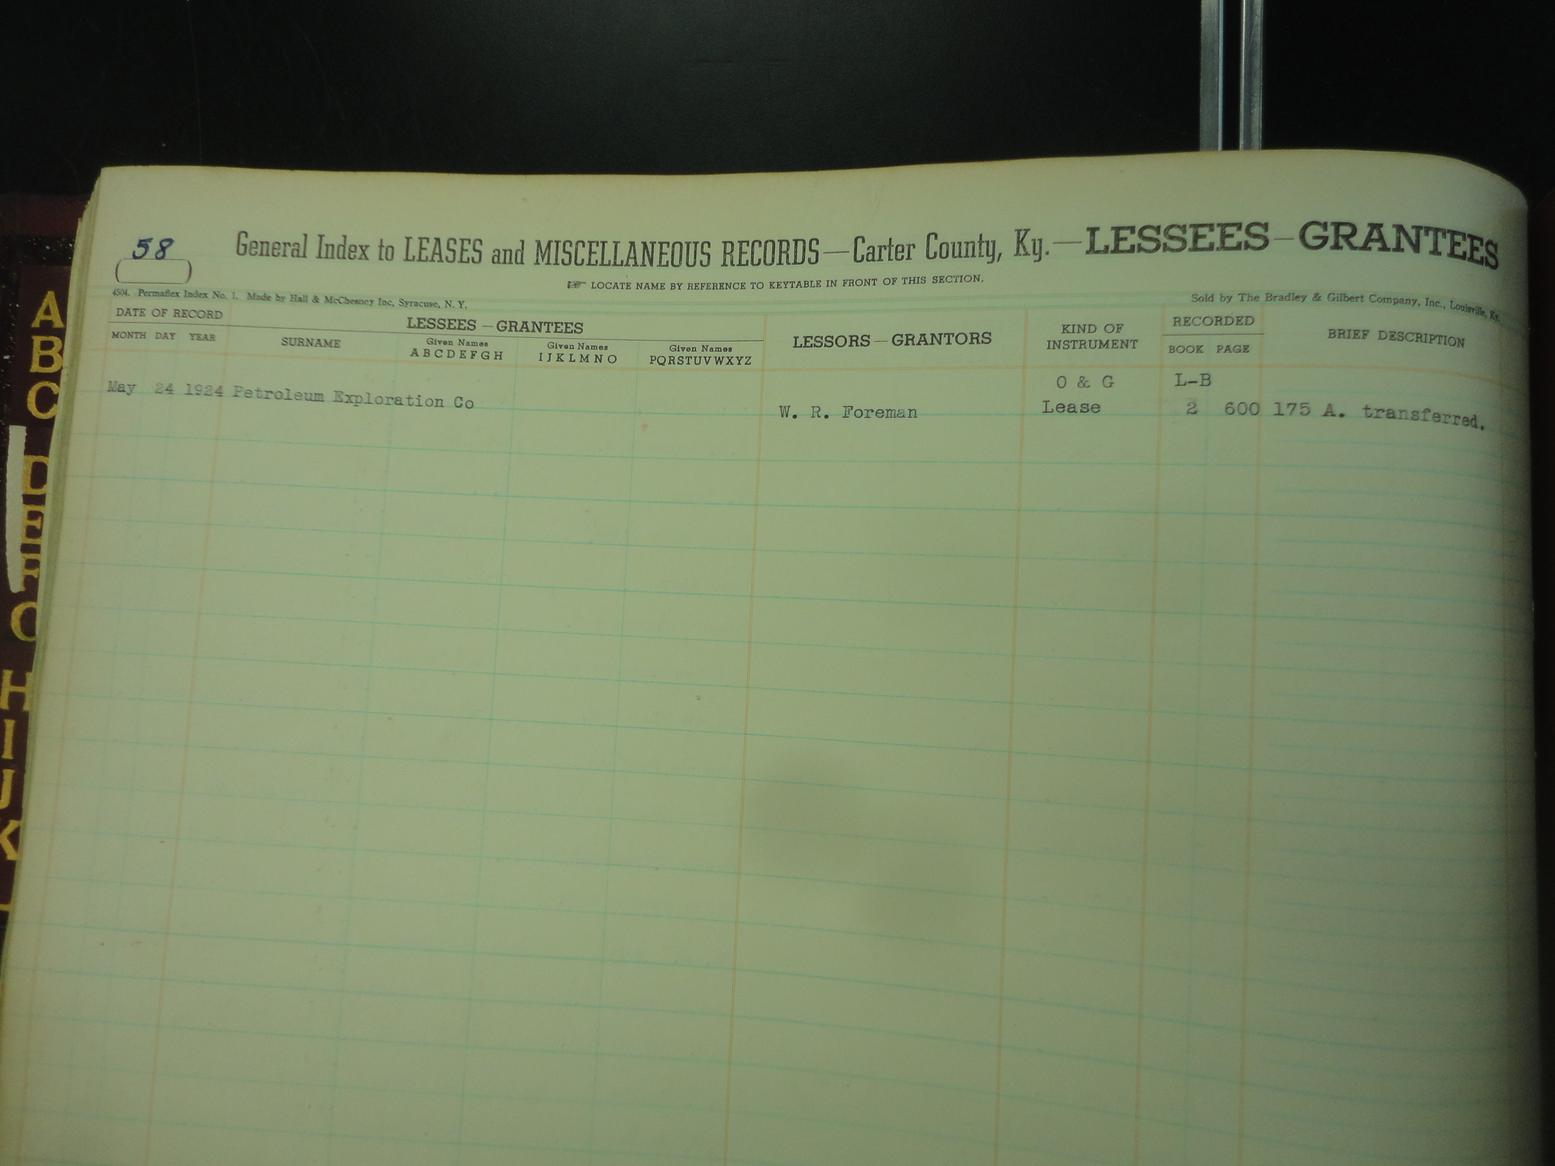 58
General Index to LEASES and MISCELLANEOUS RECORDS—Carter County, Ky.—LESSEES—GRANTEES
☞ LOCATE NAME BY REFERENCE TO KEYTABLE IN FRONT OF THIS SECTION.
4504. Permaflex Index No. 1. Made by Hall & McChesney Inc, Syracuse, N. Y.
Sold by The Bradley & Gilbert Company, Inc., Louisville, Ky.
DATE OF RECORD
MONTH DAY YEAR
LESSEES—GRANTEES
SURNAME
Given Names
A B C D E F G H
Given Names
I J K L M N O
Given Names
PQRSTUVWXYZ
LESSORS—GRANTORS
KIND OF
INSTRUMENT
RECORDED
BOOK PAGE
BRIEF DESCRIPTION
O & G L-B
May 24 1924 Petroleum Exploration Co W. R. Foreman Lease 2 600 175 A. transferred.
A
B
C
D
E
F
G
H
I
J
K